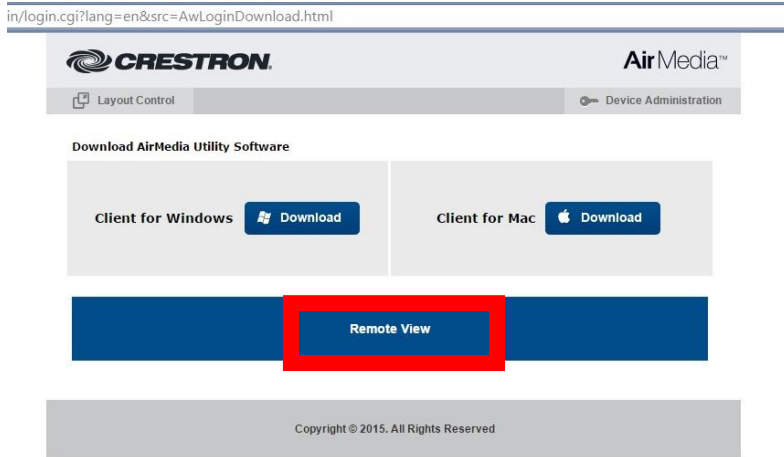 in/login.cgi?lang=en&src=AwLoginDownload.html
CRESTRON.
AirMedia™
Layout Control
Device Administration
Download AirMedia Utility Software
Client for Windows
Download
Client for Mac
Download
Remote View
Copyright © 2015. All Rights Reserved